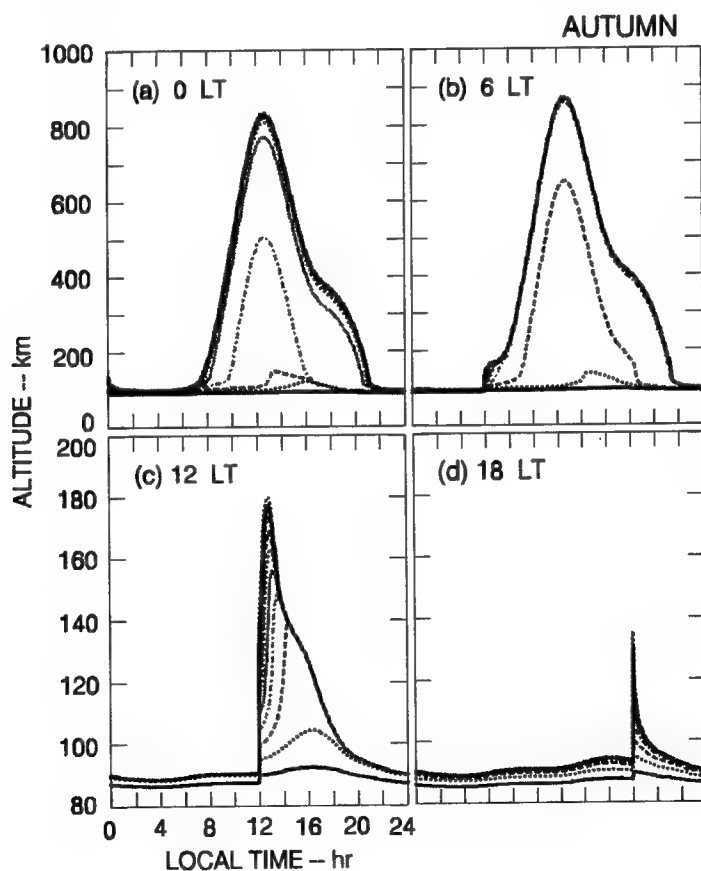 AUTUMN
(a) 0 LT
(b) 6 LT
1000
800
600
400
200
0
ALTITUDE -- km
(c) 12 LT
(d) 18 LT
200
180
160
140
120
100
80
0 4 8 12 16 20 24
LOCAL TIME -- hr